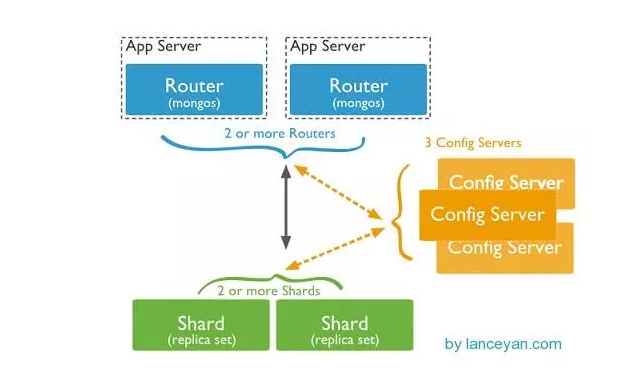 App Server
App Server
Router
(mongos)
Router
(mongos)
2 or more Routers
3 Config Servers
Config Server
Config Server
Config Server
2 or more Shards
Shard
(replica set)
Shard
(replica set)
by lanceyan.com